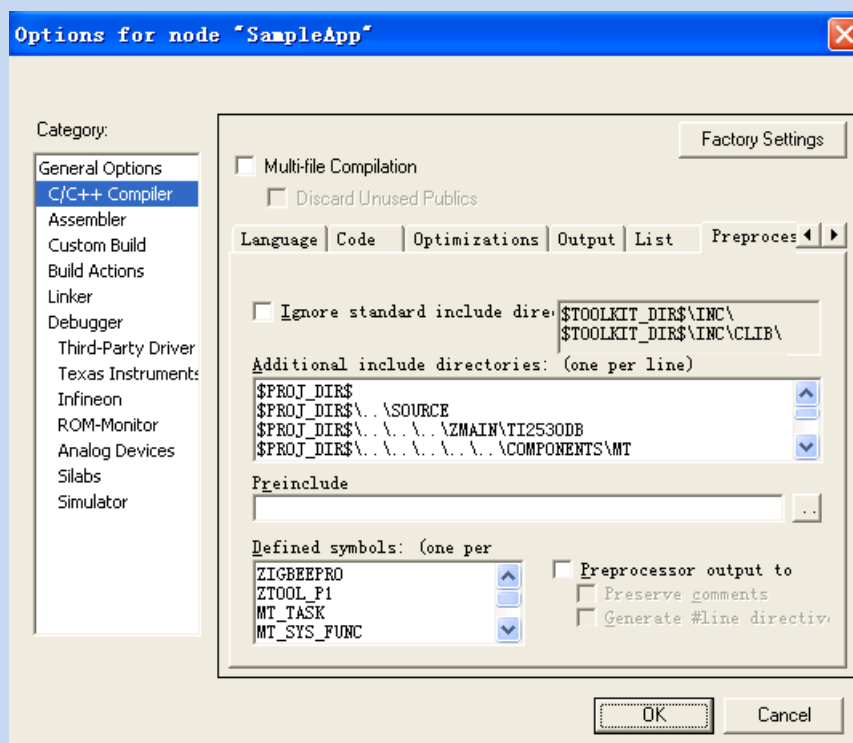 Options for node "SampleApp"
Category:
General Options
C/C++ Compiler
Assembler
Custom Build
Build Actions
Linker
Debugger
Third-Party Driver
Texas Instruments
Infineon
ROM-Monitor
Analog Devices
Silabs
Simulator
Factory Settings
Multi-file Compilation
Discard Unused Publics
Language Code Optimizations Output List Preproces
Ignore standard include dire
$TOOLKIT_DIR$\INC\
$TOOLKIT_DIR$\INC\CLIB\
Additional include directories: (one per line)
$PROJ_DIR$
$PROJ_DIR$\..\SOURCE
$PROJ_DIR$\..\..\..\ZMAIN\TI2530DB
$PROJ_DIR$\..\..\..\..\..\COMPONENTS\MT
Preinclude
..
Defined symbols: (one per
ZIGBEEPRO
ZTOOL_P1
MT_TASK
MT_SYS_FUNC
Preprocessor output to
Preserve comments
Generate #line directiv
OK Cancel